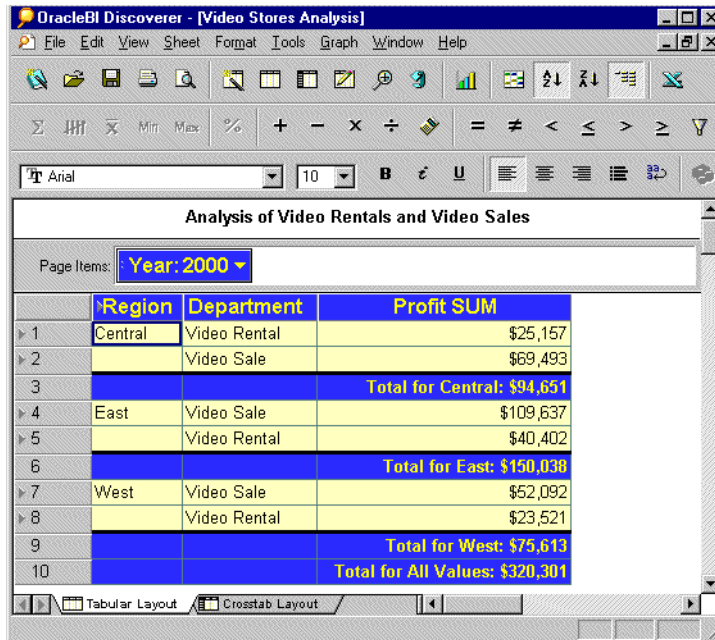 OracleBI Discoverer - [Video Stores Analysis]
File Edit View Sheet Format Tools Graph Window Help
Σ X Min Max % + − × ÷ = ≠ < ≤ > ≥
Arial 10 B i U
Analysis of Video Rentals and Video Sales
Page Items: Year: 2000
Region Department Profit SUM
1 Central Video Rental $25,157
2 Video Sale $69,493
3 Total for Central: $94,651
4 East Video Sale $109,637
5 Video Rental $40,402
6 Total for East: $150,038
7 West Video Sale $52,092
8 Video Rental $23,521
9 Total for West: $75,613
10 Total for All Values: $320,301
Tabular Layout Crosstab Layout